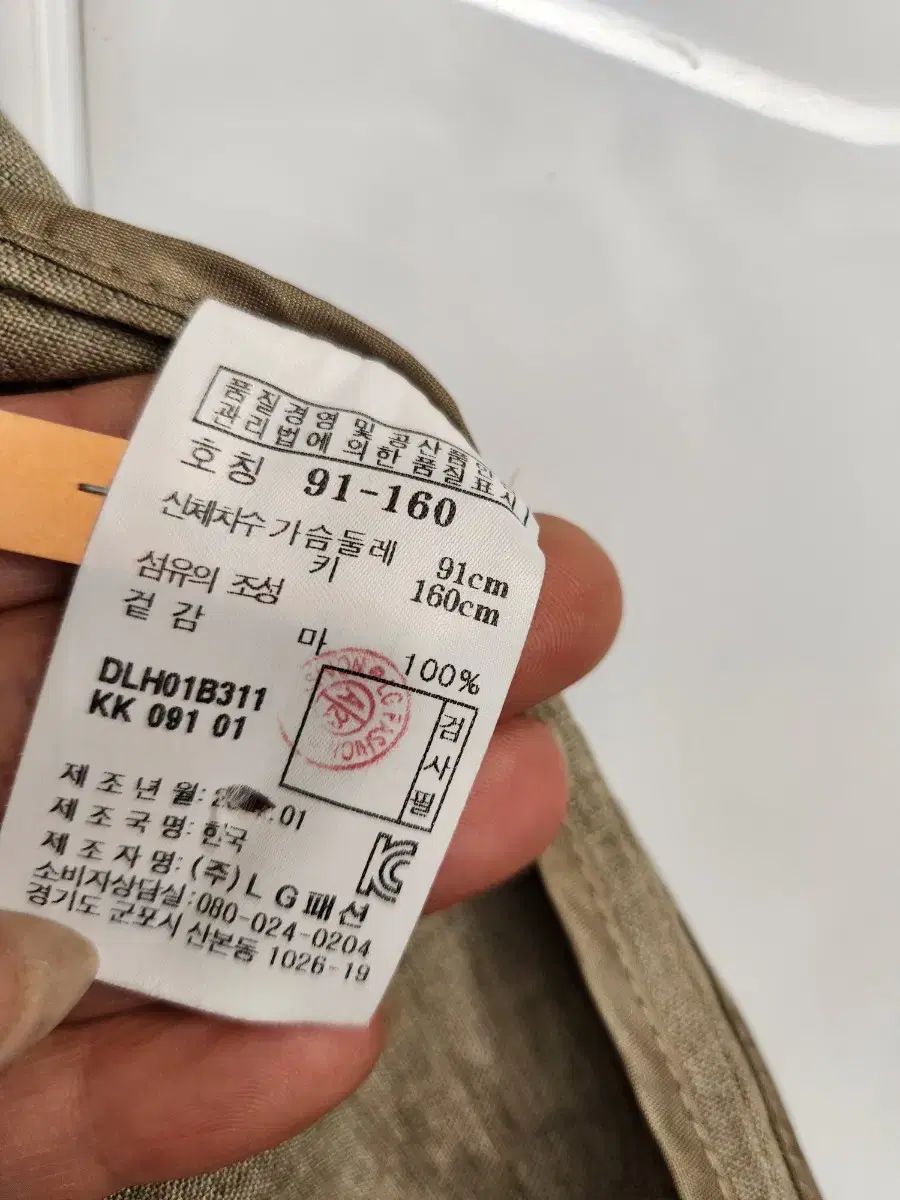 품질경영 및 공산품안
관리법에 의한 품질표시
호칭 91-160
신체치수 가슴둘레 91cm
키 160cm
섬유의 조성
겉감
마 100%
DLH01B311
KK 091 01
검사필
제조년월: .01
제조국명: 한국
제조자명: (주)LG패션
소비자상담실: 080-024-0204
경기도 군포시 산본동 1026-19